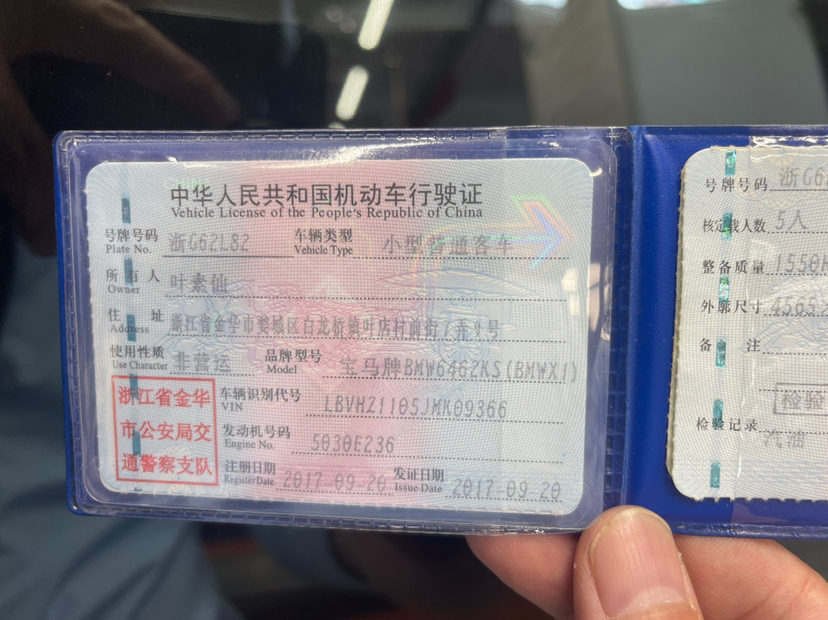 中华人民共和国机动车行驶证
Vehicle License of the People's Republic of China
号牌号码 浙G62L82 车辆类型 小型普通客车
Plate No. Vehicle Type
所有人 叶素仙
Owner
住址 浙江省金华市婺城区白龙桥镇叶店村前街7弄9号
Address
使用性质 非营运 品牌型号 宝马牌BMW6462KS(BMWX1)
Use Character Model
浙江省金华
市公安局交
通警察支队
车辆识别代号 LBVH21105JMK09366
VIN
发动机号码 5030E236
Engine No.
注册日期 2017-09-20 发证日期 2017-09-20
Register Date Issue Date
号牌号码 浙G62
核定载人数 5人
整备质量 1550
外廓尺寸 4565
备注
检验
检验记录
汽油